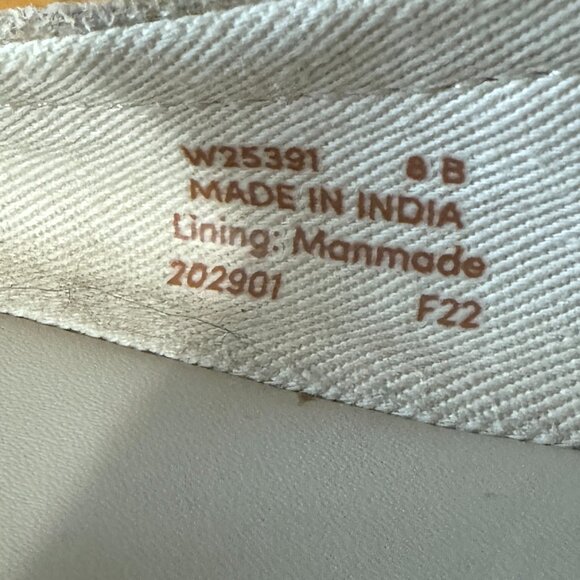 W25391 8 B
MADE IN INDIA
Lining: Manmade
202901 F22